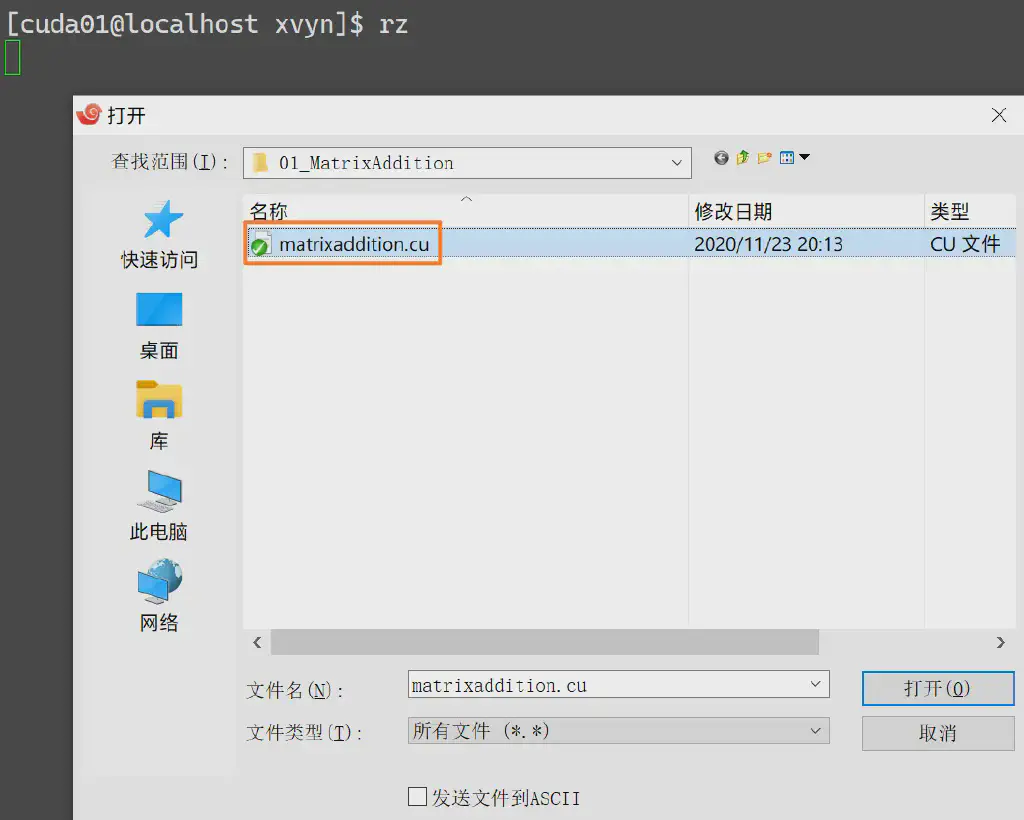 [cuda01@localhost xvyn]$ rz
打开
查找范围(I): 01_MatrixAddition
名称 修改日期 类型
matrixaddition.cu 2020/11/23 20:13 CU 文件
快速访问
桌面
库
此电脑
网络
文件名(N): matrixaddition.cu 打开(O)
文件类型(T): 所有文件 (*.*) 取消
发送文件到ASCII